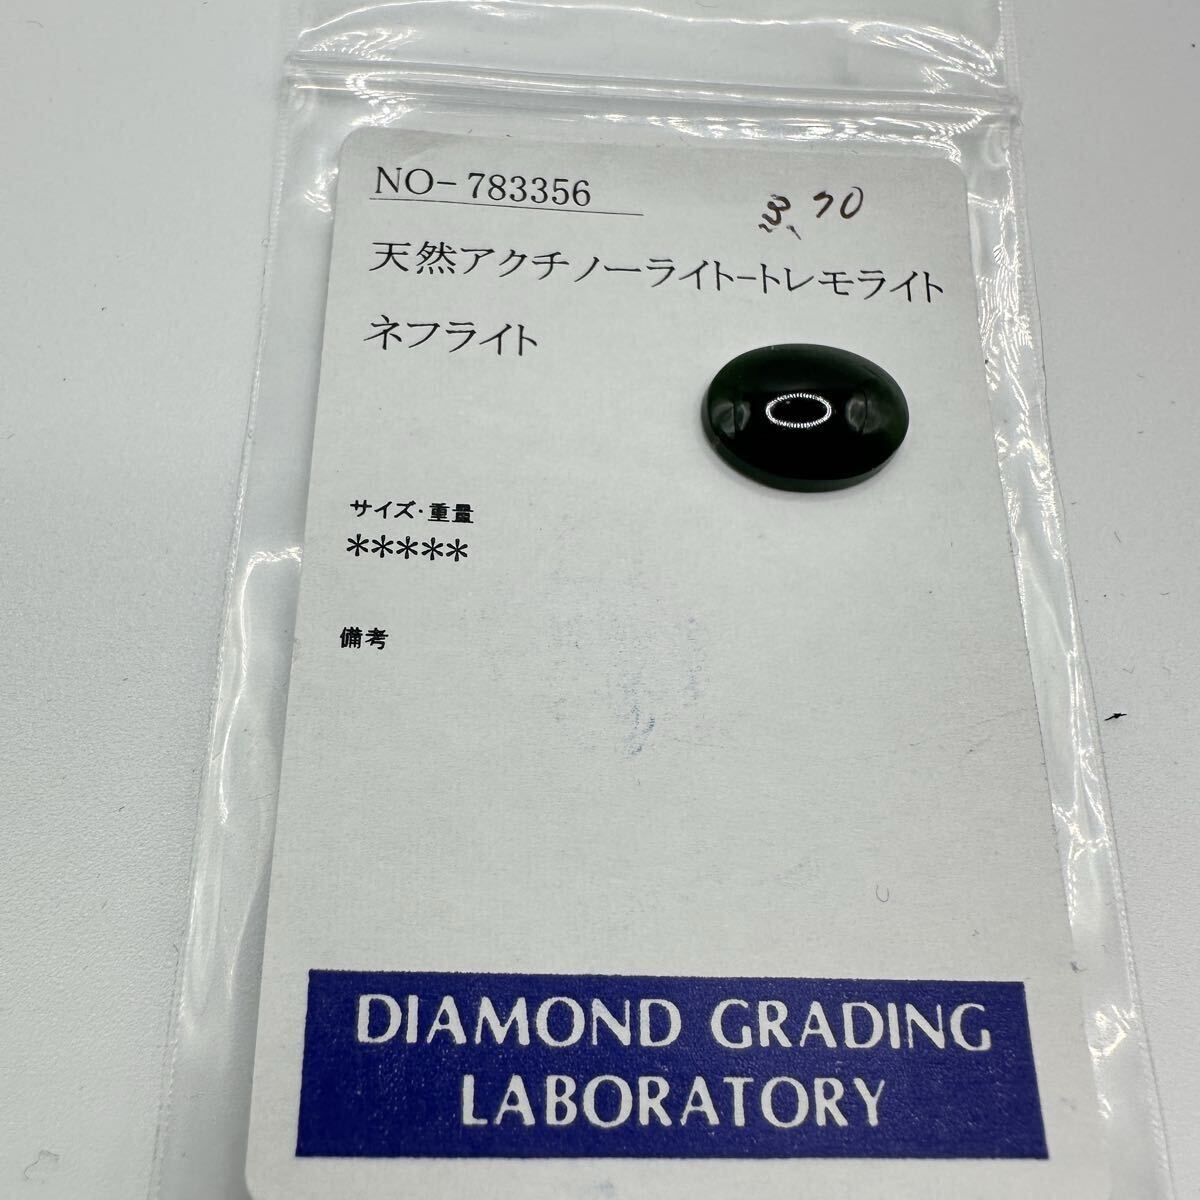 NO-783356
3.70
天然アクチノーライト-トレモライト
ネフライト
サイズ・重量
*****
備考
DIAMOND GRADING
LABORATORY